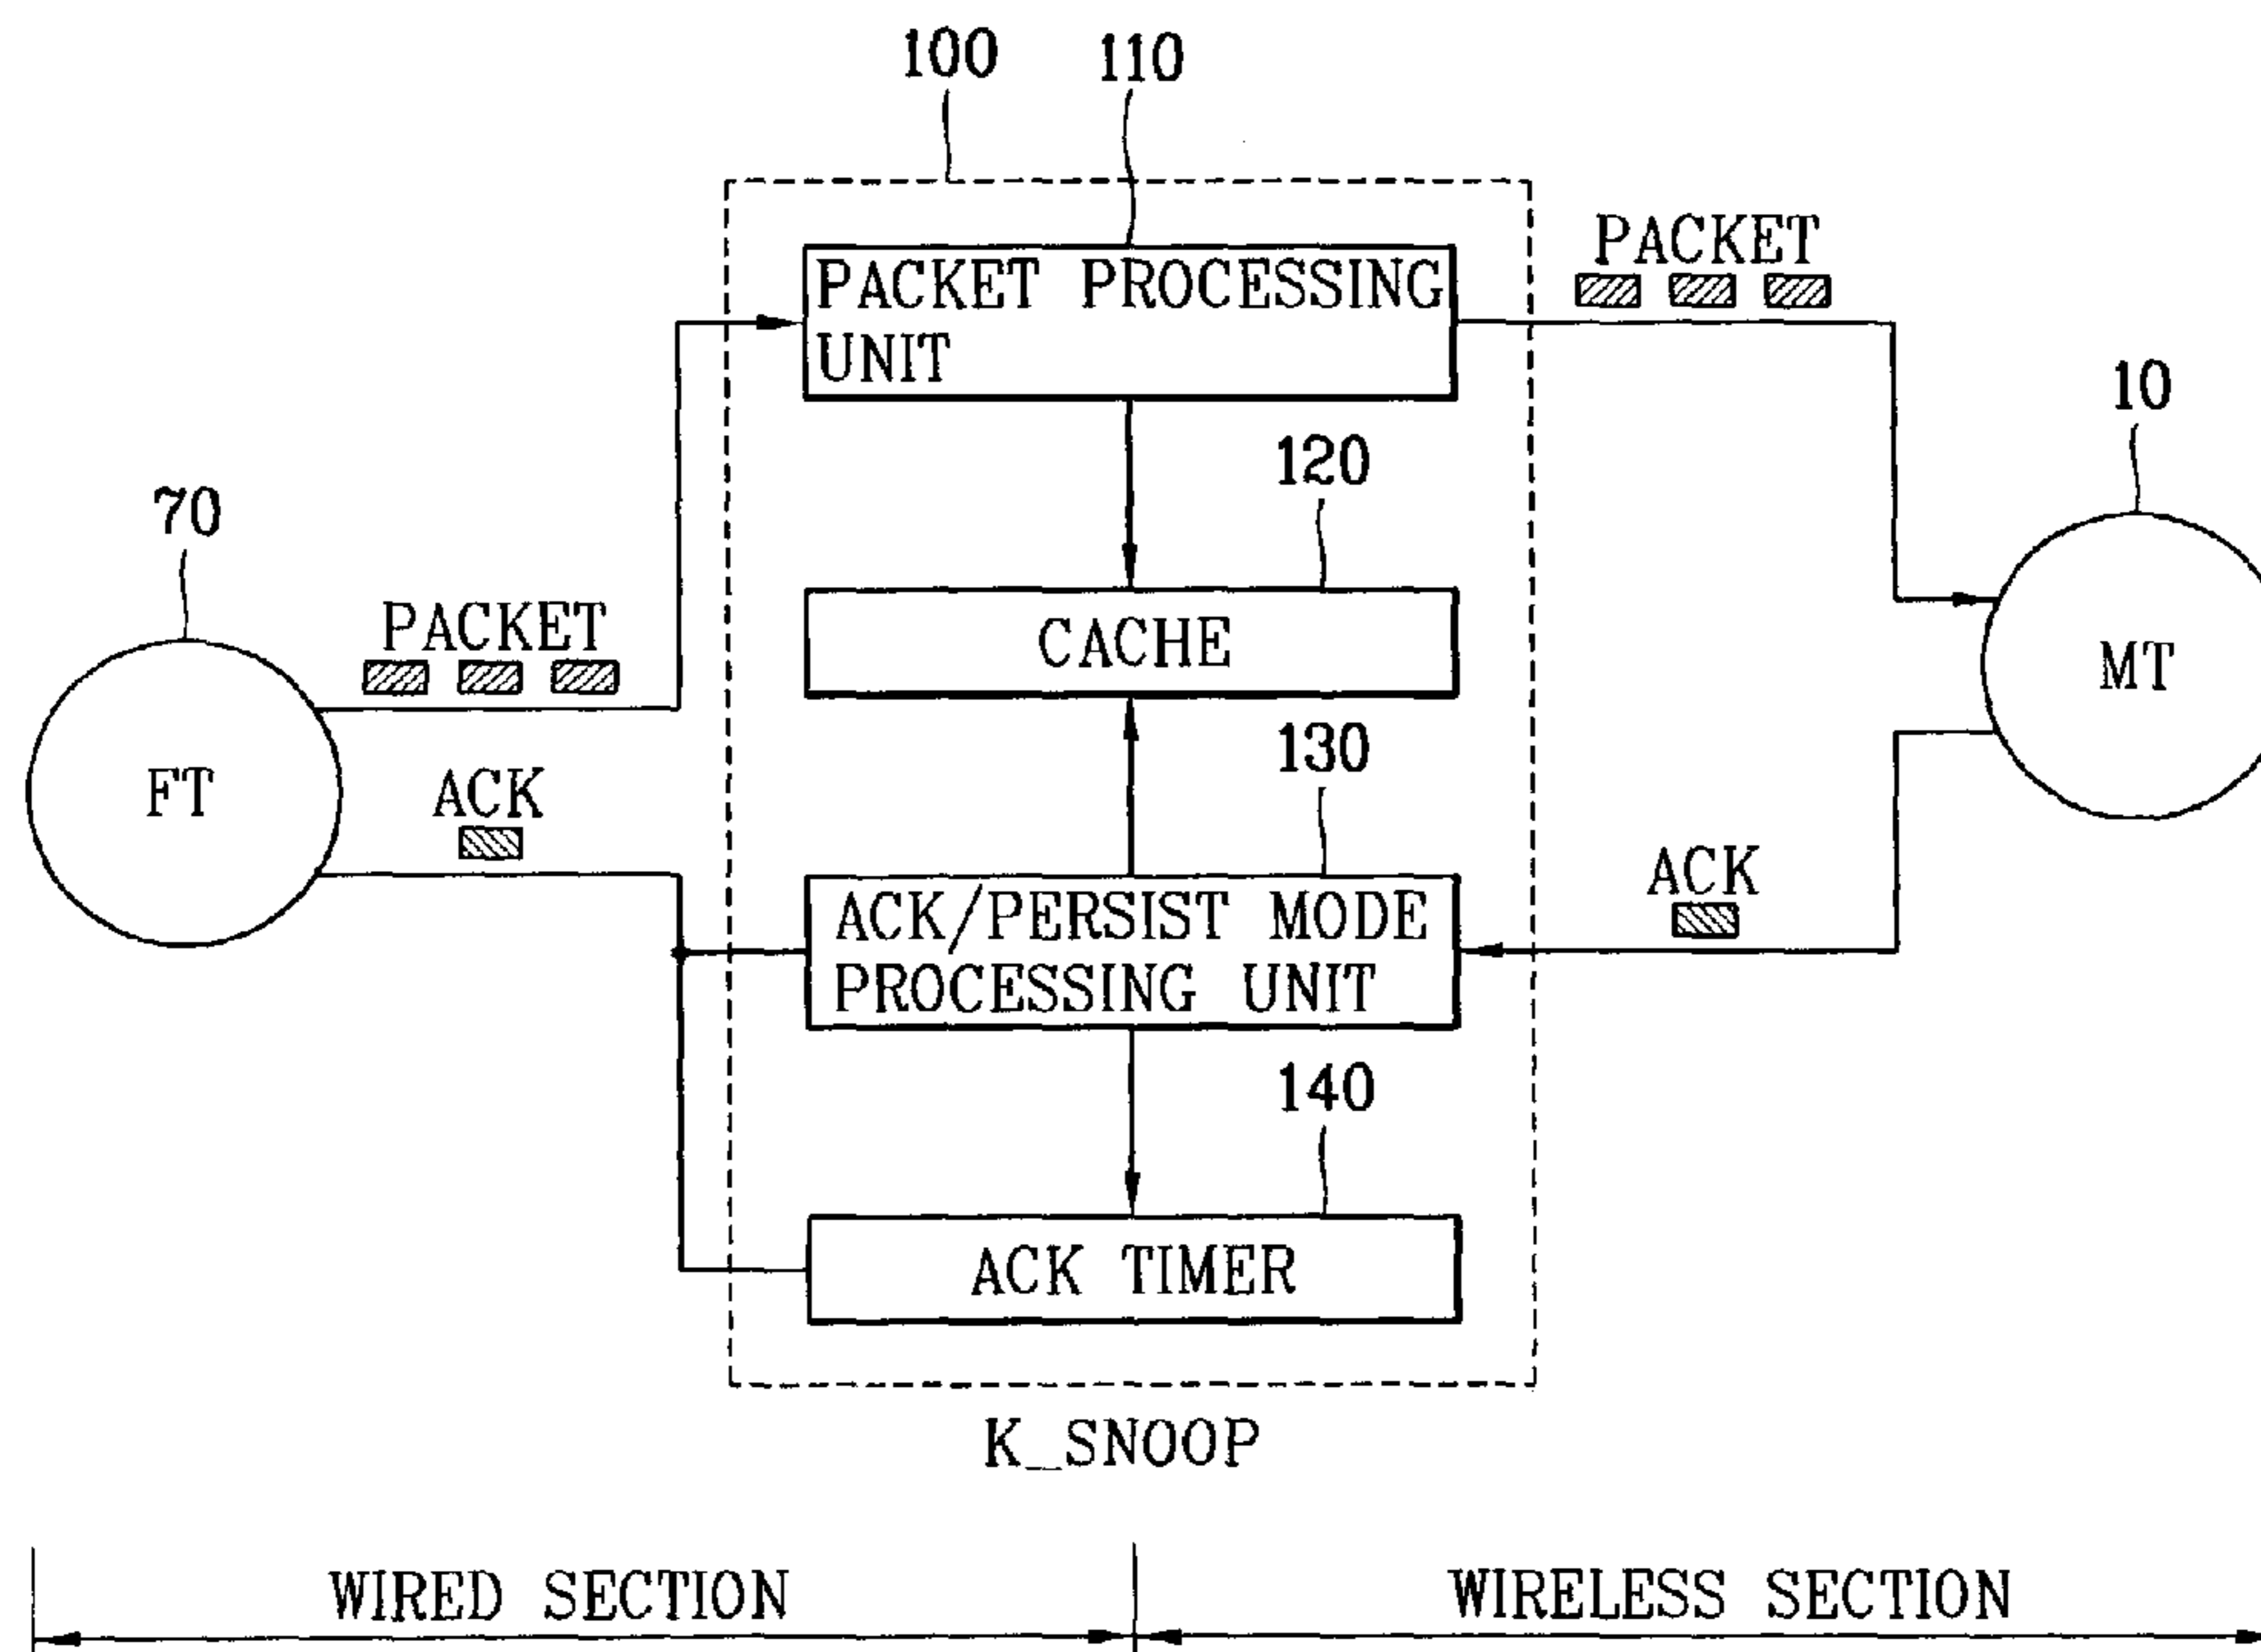 100
110
PACKET PROCESSING
UNIT
PACKET
10
120
CACHE
70
PACKET
MT
130
FT
ACK
ACK/PERSIST MODE
PROCESSING UNIT
ACK
140
ACK TIMER
K_SNOOP
WIRED SECTION
WIRELESS SECTION